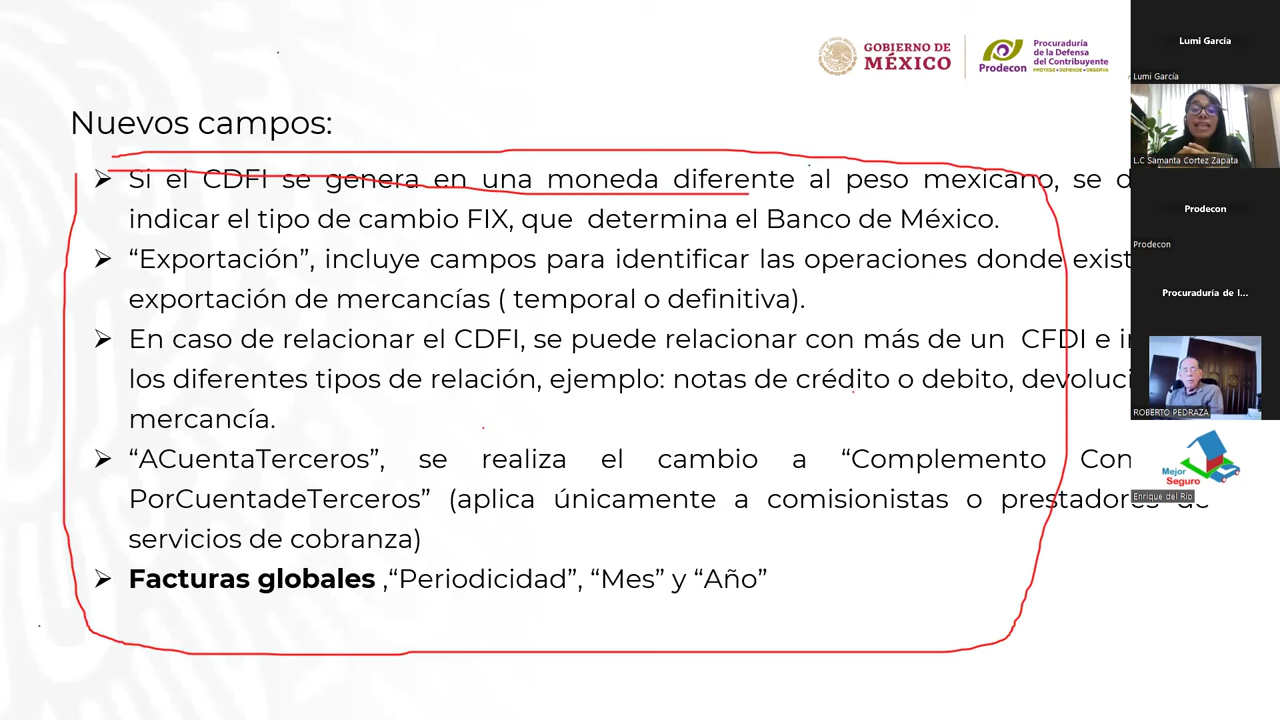 GOBIERNO DE
MÉXICO
Prodecon
Procuraduría
de la Defensa
del Contribuyente
PROTEGE • DEFIENDE • OBSERVA
Nuevos campos:
Si el CDFI se genera en una moneda diferente al peso mexicano, se d
indicar el tipo de cambio FIX, que determina el Banco de México.
“Exportación”, incluye campos para identificar las operaciones donde exist
exportación de mercancías ( temporal o definitiva).
En caso de relacionar el CDFI, se puede relacionar con más de un CFDI e i
los diferentes tipos de relación, ejemplo: notas de crédito o debito, devoluci
mercancía.
“ACuentaTerceros”, se realiza el cambio a “Complemento Con
PorCuentadeTerceros” (aplica únicamente a comisionistas o prestadores de
servicios de cobranza)
Facturas globales ,“Periodicidad”, “Mes” y “Año”
Lumi García
Lumi García
L.C Samanta Cortez Zapata
Prodecon
Prodecon
Procuraduría de l...
ROBERTO PEDRAZA
Mejor
Seguro
Enrique del Río